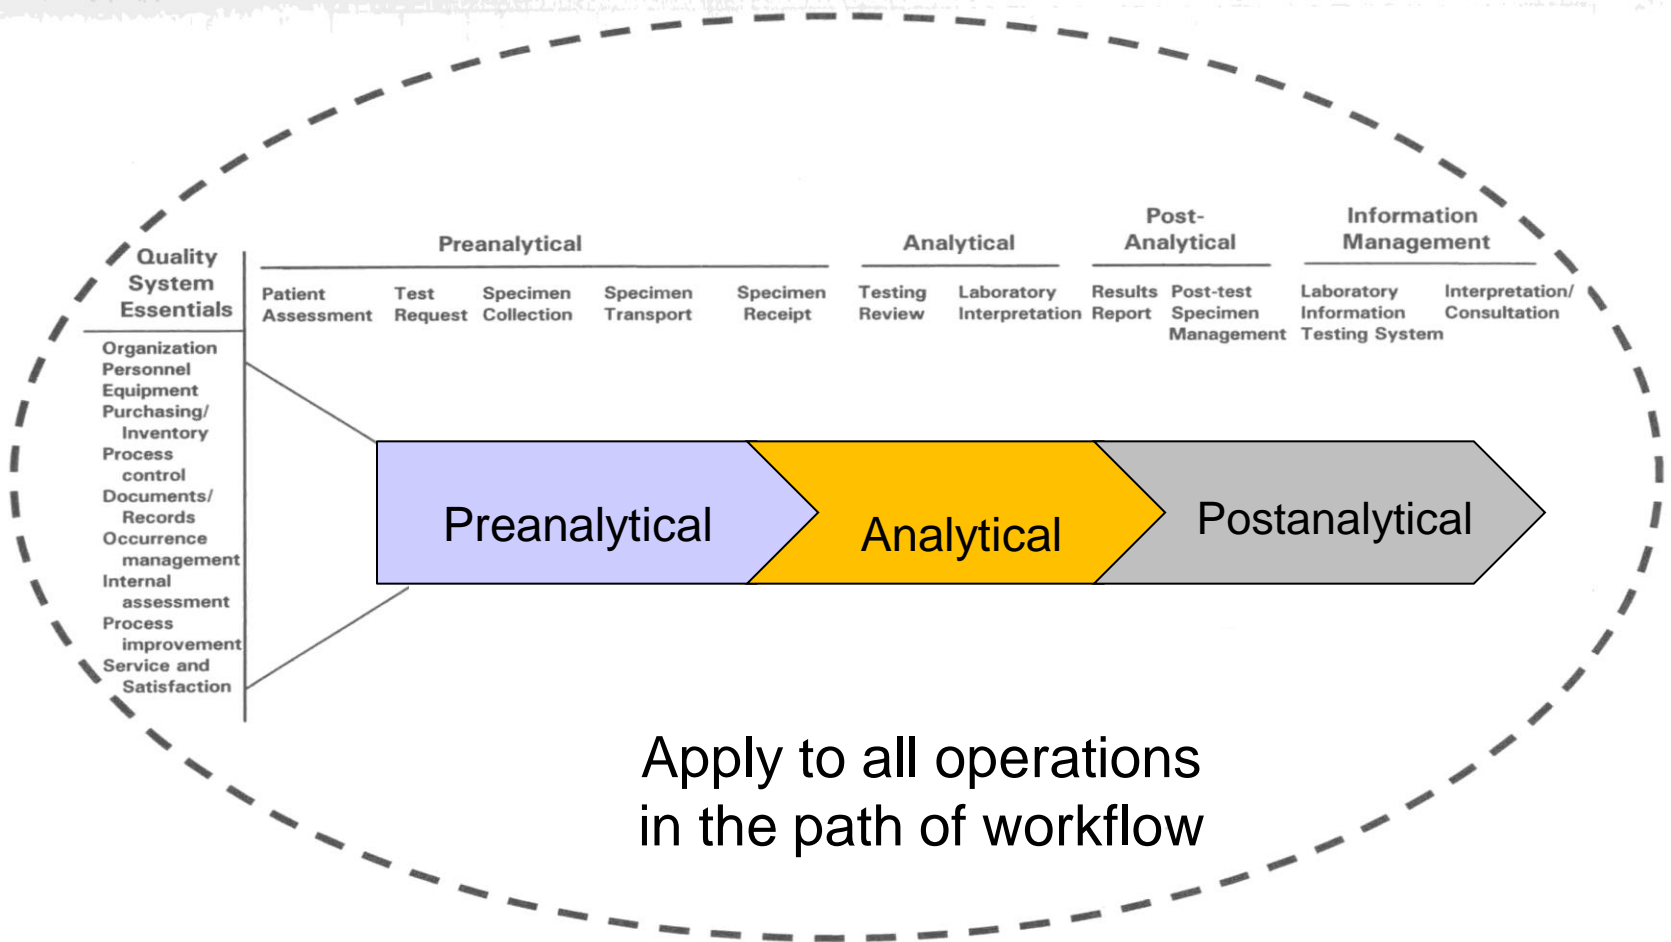 Quality
System
Essentials
Preanalytical
Analytical
Post-
Analytical
Information
Management
Patient
Assessment
Test
Request
Specimen
Collection
Specimen
Transport
Specimen
Receipt
Testing
Review
Laboratory
Interpretation
Results
Report
Post-test
Specimen
Management
Laboratory
Information
Testing System
Interpretation/
Consultation
Organization
Personnel
Equipment
Purchasing/
Inventory
Process
control
Documents/
Records
Occurrence
management
Internal
assessment
Process
improvement
Service and
Satisfaction
Preanalytical
Analytical
Postanalytical
Apply to all operations
in the path of workflow